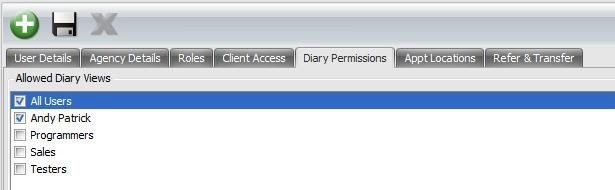 User Details Agency Details Roles Client Access Diary Permissions Appt Locations Refer & Transfer
Allowed Diary Views
All Users
Andy Patrick
Programmers
Sales
Testers